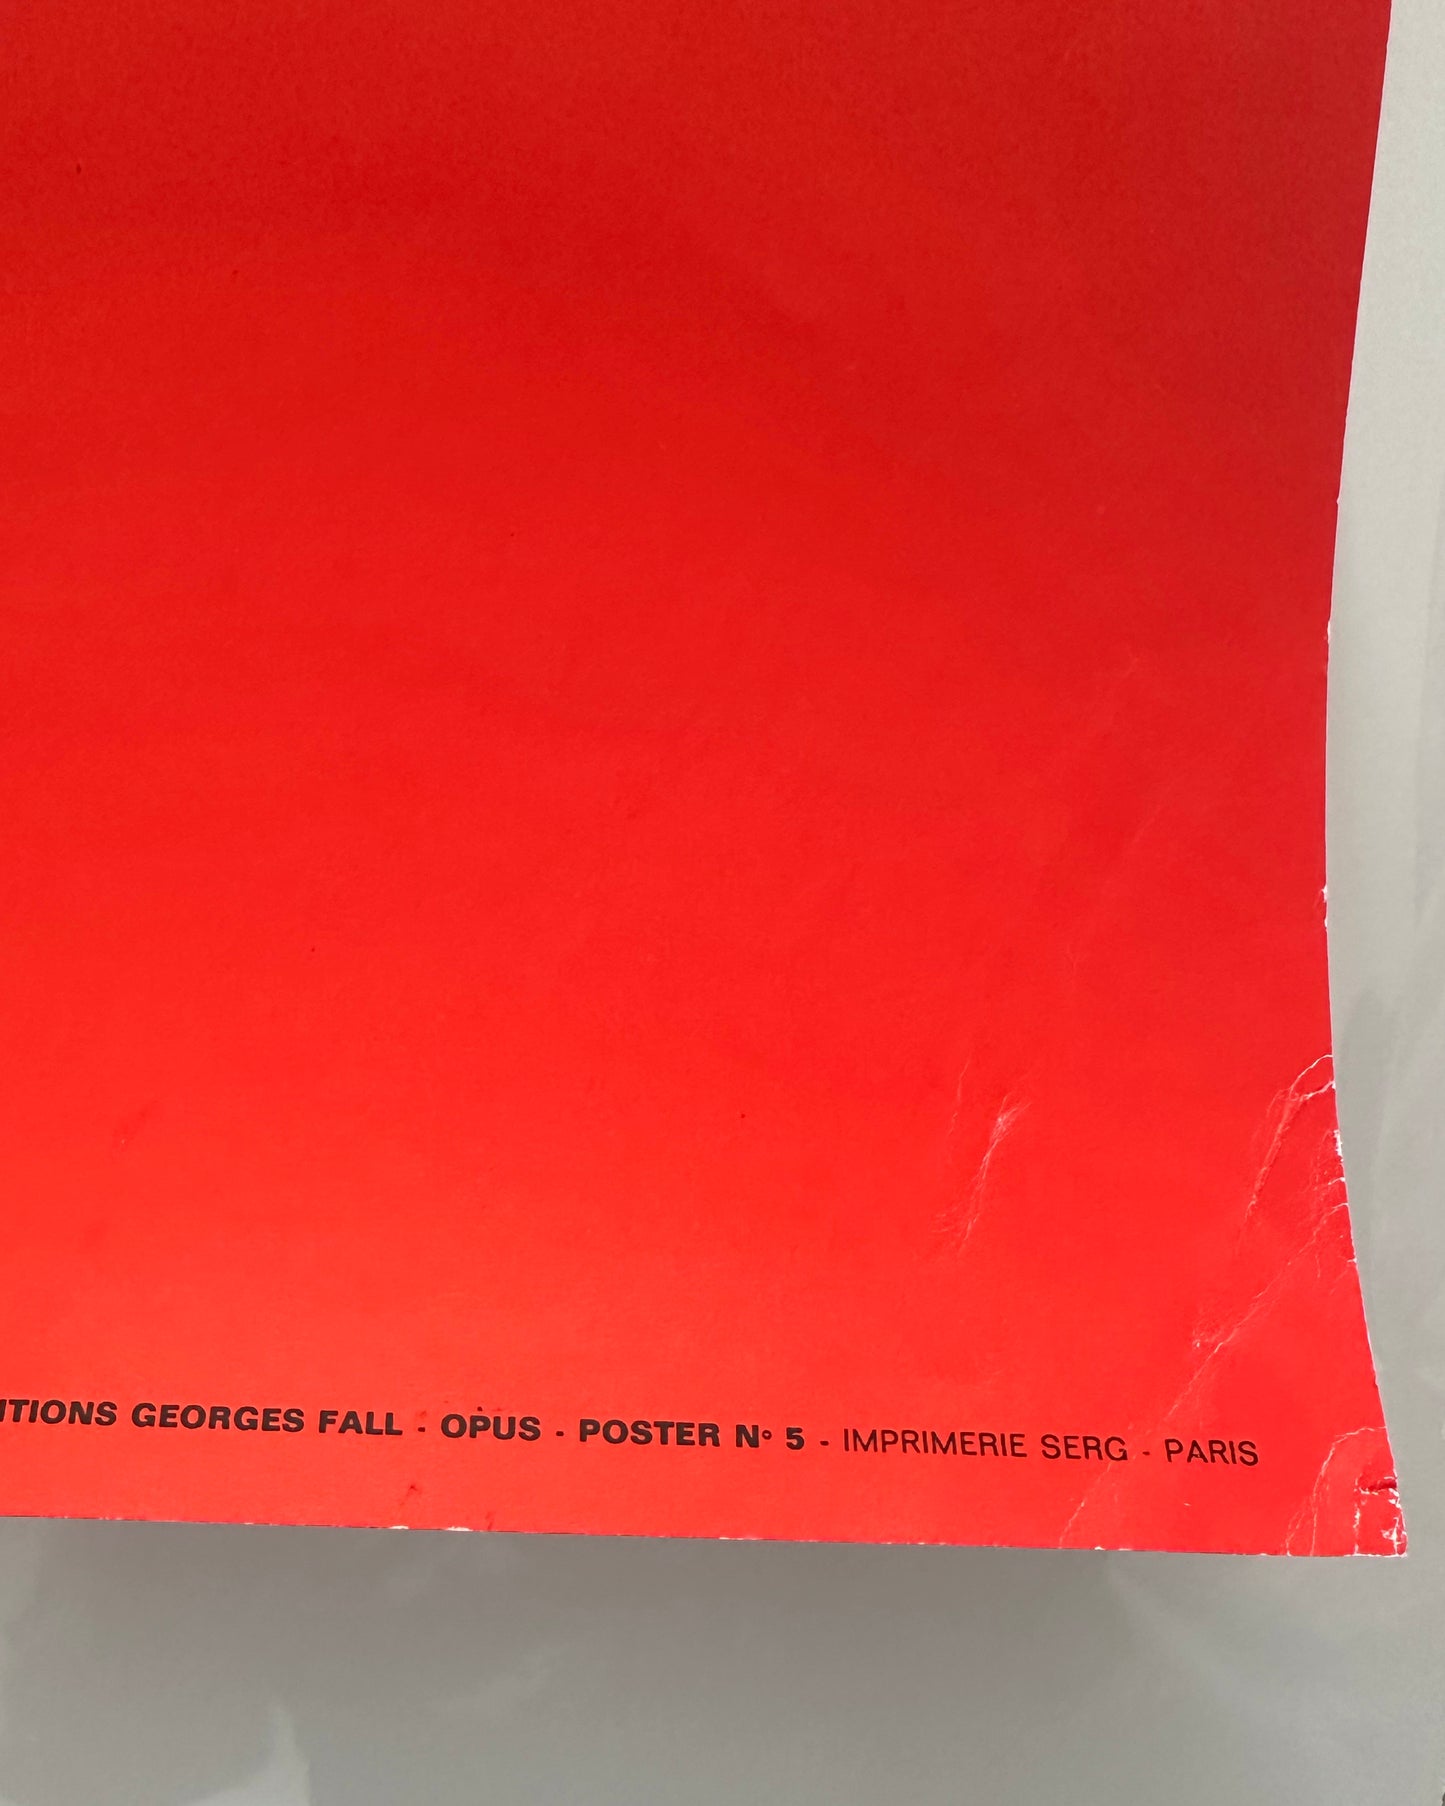 ITIONS GEORGES FALL - OPUS - POSTER N° 5 - IMPRIMERIE SERG - PARIS